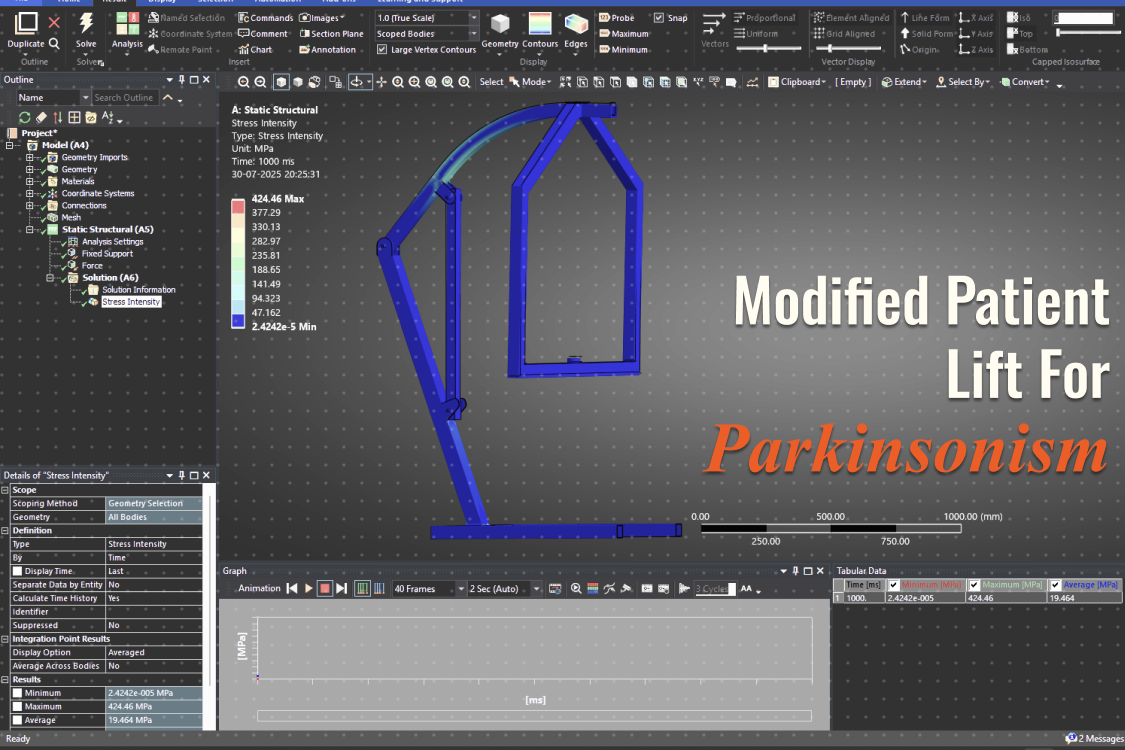 Home
Result
Display
Selection
Automation
Add-ons
Learning and Support
Duplicate
Outline
Solve
Solver
Analysis
Named Selection
Coordinate System
Remote Point
Commands
Comment
Chart
Images
Section Plane
Annotation
Insert
1.0 (True Scale)
Scoped Bodies
Large Vertex Contours
Geometry
Contours
Edges
Probe
Maximum
Minimum
Snap
Display
Vectors
Proportional
Uniform
Element Aligned
Grid Aligned
Line Form
Solid Form
Origin
X Axis
Y Axis
Z Axis
Vector Display
Iso
Top
Bottom
Capped Isosurface
Outline
Name
Search Outline
Select
Mode
Clipboard
[ Empty ]
Extend
Select By
Convert
Project*
Model (A4)
Geometry Imports
Geometry
Materials
Coordinate Systems
Connections
Mesh
Static Structural (A5)
Analysis Settings
Fixed Support
Force
Solution (A6)
Solution Information
Stress Intensity
A: Static Structural
Stress Intensity
Type: Stress Intensity
Unit: MPa
Time: 1000 ms
30-07-2025 20:25:31
424.46 Max
377.29
330.13
282.97
235.81
188.65
141.49
94.323
47.162
2.4242e-5 Min
Modified Patient
Lift For
Parkinsonism
0.00
500.00
1000.00 (mm)
250.00
750.00
Details of "Stress Intensity"
Scope
Scoping Method Geometry Selection
Geometry All Bodies
Definition
Type Stress Intensity
By Time
Display Time Last
Separate Data by Entity No
Calculate Time History Yes
Identifier
Suppressed No
Integration Point Results
Display Option Averaged
Average Across Bodies No
Results
Minimum 2.4242e-005 MPa
Maximum 424.46 MPa
Average 19.464 MPa
Graph
Animation
40 Frames
2 Sec (Auto)
3 Cycles
AA
[MPa]
[ms]
Tabular Data
Time [ms] Minimum [MPa] Maximum [MPa] Average [MPa]
1 1000. 2.4242e-005 424.46 19.464
Ready
2 Messages